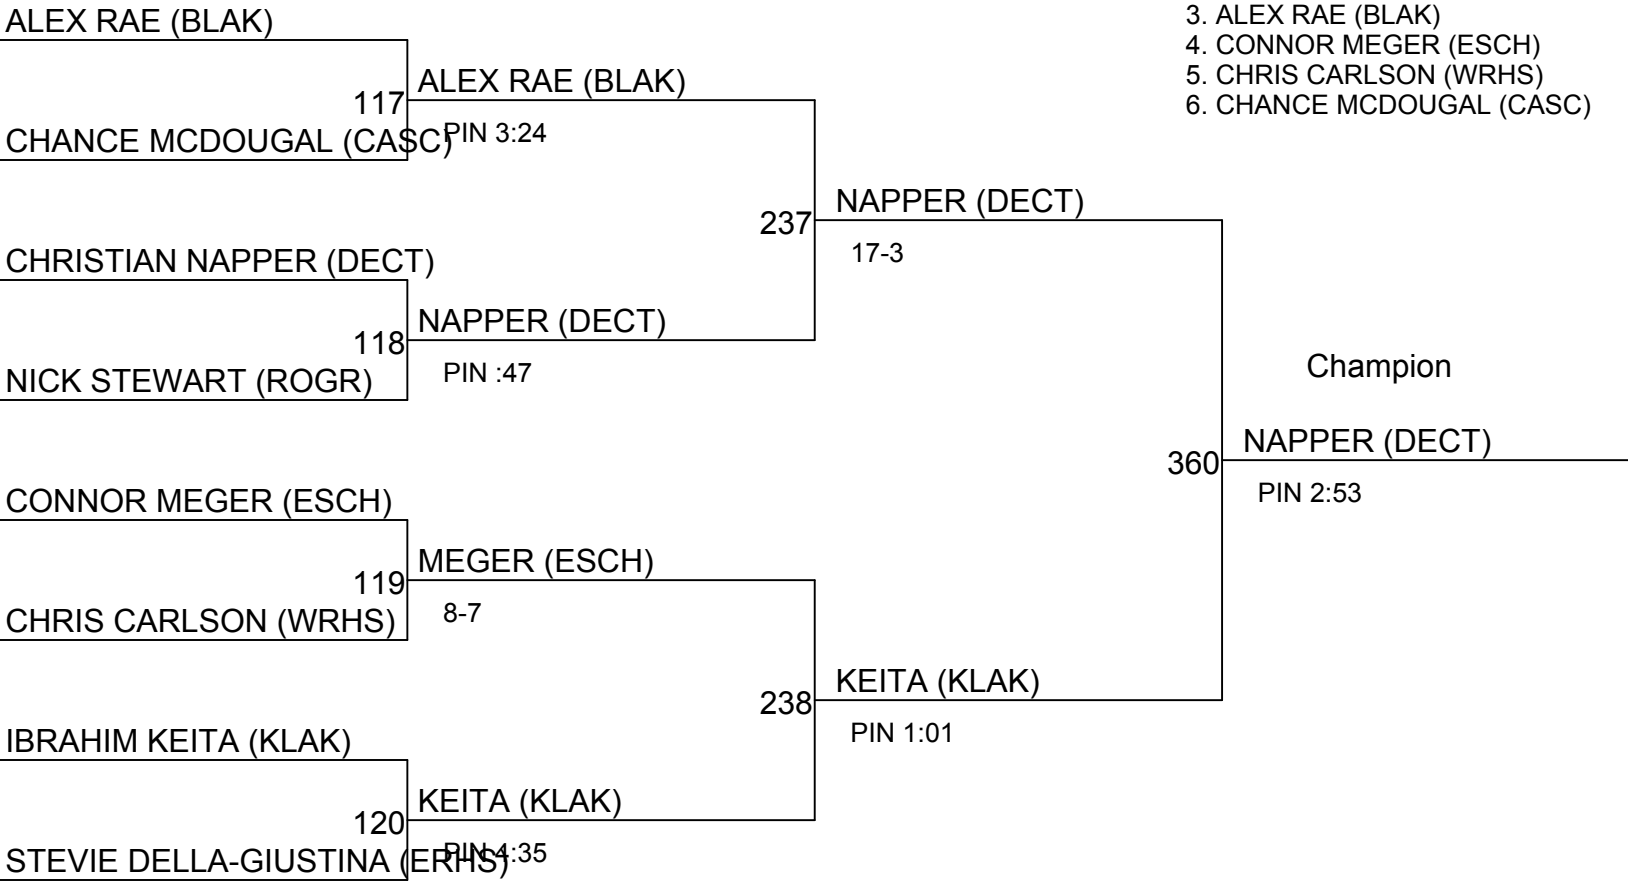 3. ALEX RAE (BLAK)
4. CONNOR MEGER (ESCH)
5. CHRIS CARLSON (WRHS)
6. CHANCE MCDOUGAL (CASC)
ALEX RAE (BLAK)
117
ALEX RAE (BLAK)
PIN 3:24
CHANCE MCDOUGAL (CASC)
237
NAPPER (DECT)
17-3
CHRISTIAN NAPPER (DECT)
118
NAPPER (DECT)
PIN :47
NICK STEWART (ROGR)
Champion
360
NAPPER (DECT)
PIN 2:53
CONNOR MEGER (ESCH)
119
MEGER (ESCH)
8-7
CHRIS CARLSON (WRHS)
238
KEITA (KLAK)
PIN 1:01
IBRAHIM KEITA (KLAK)
120
KEITA (KLAK)
PIN 4:35
STEVIE DELLA-GIUSTINA (ERHS)